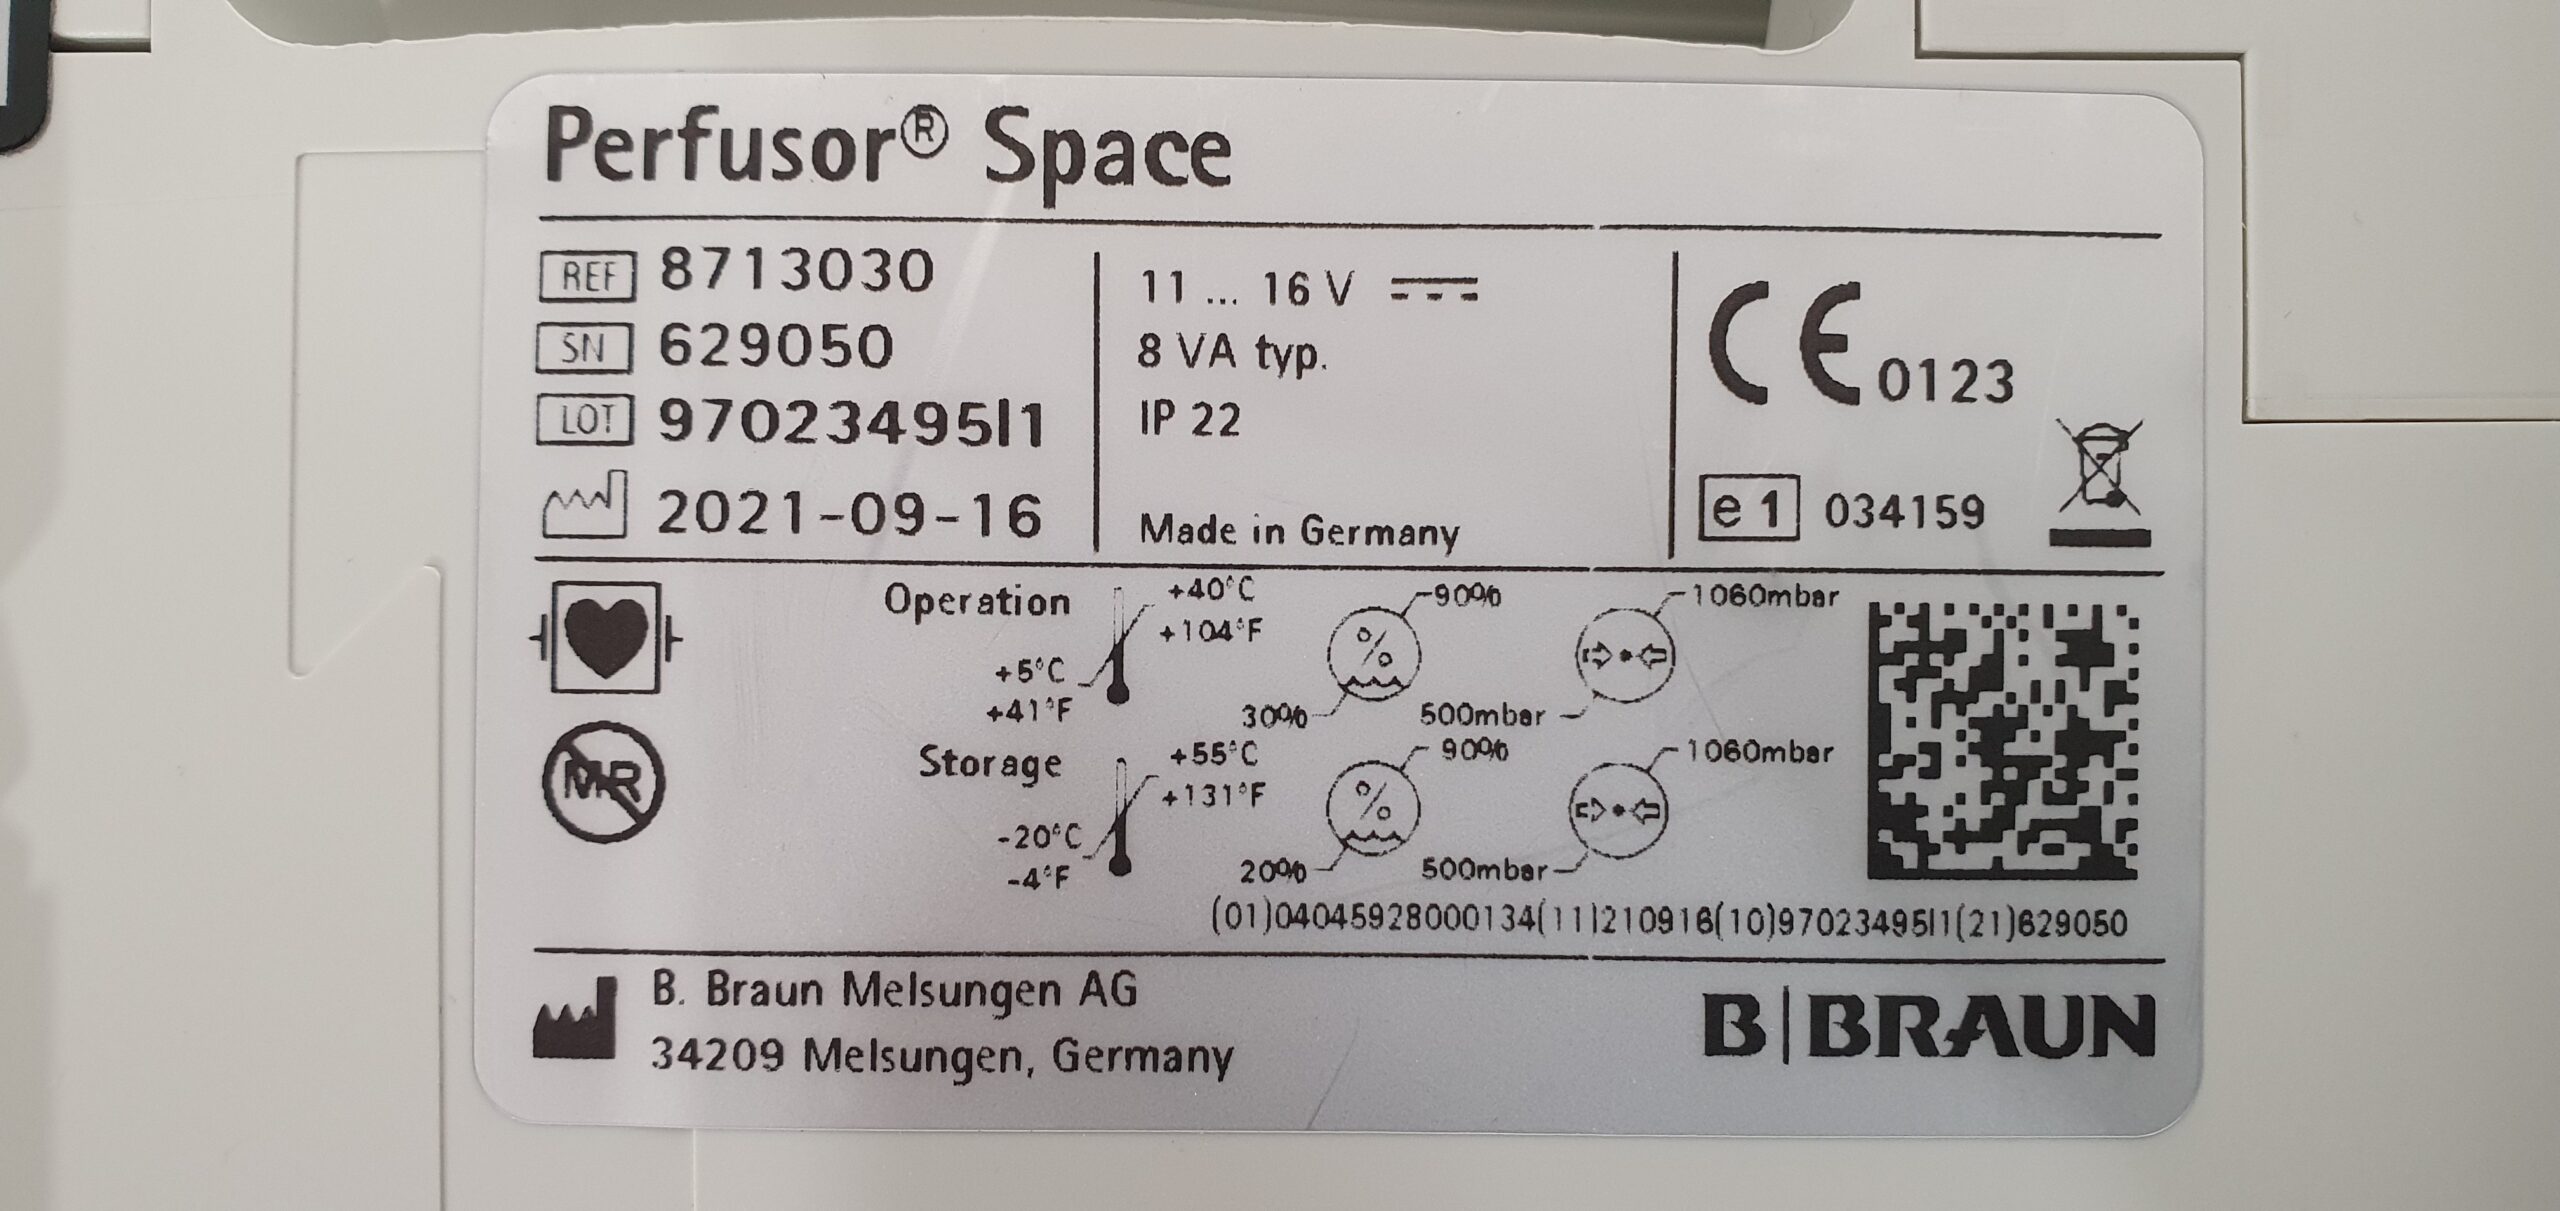 Perfusor® Space
REF 8713030
SN 629050
LOT 97023495I1
2021-09-16
11 ... 16 V
8 VA typ.
IP 22
Made in Germany
CE 0123
e1 034159
Operation
+40°C
+104°F
+5°C
+41°F
90%
%
30%
1060mbar
500mbar
MR
Storage
+55°C
+131°F
-20°C
-4°F
90%
%
20%
1060mbar
500mbar
(01)04045928000134(11)210916(10)97023495I1(21)629050
B. Braun Melsungen AG
34209 Melsungen, Germany
B|BRAUN